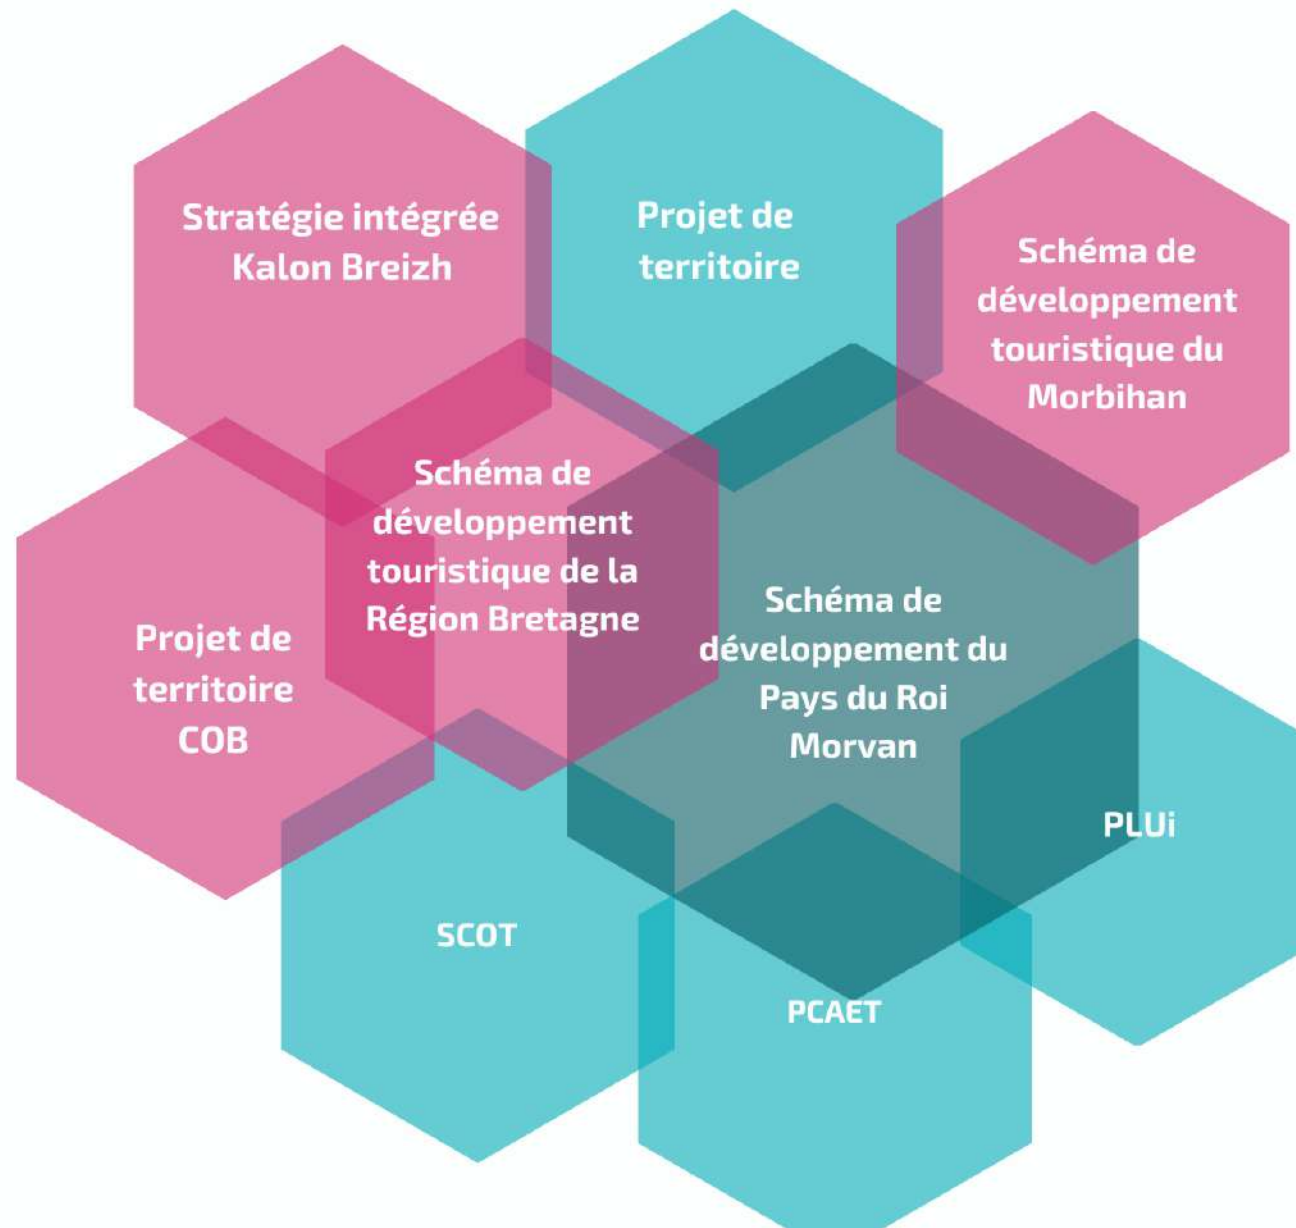 Stratégie intégrée
Kalon Breizh
Projet de
territoire
Schéma de
développement
touristique du
Morbihan
Schéma de
développement
touristique de la
Région Bretagne
Projet de
territoire
COB
Schéma de
développement du
Pays du Roi
Morvan
PLUi
SCOT
PCAET